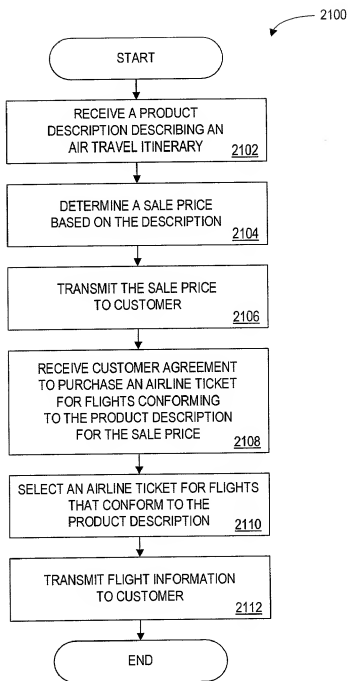 2100
START
RECEIVE A PRODUCT
DESCRIPTION DESCRIBING AN
AIR TRAVEL ITINERARY
2102
DETERMINE A SALE PRICE
BASED ON THE DESCRIPTION
2104
TRANSMIT THE SALE PRICE
TO CUSTOMER
2106
RECEIVE CUSTOMER AGREEMENT
TO PURCHASE AN AIRLINE TICKET
FOR FLIGHTS CONFORMING
TO THE PRODUCT DESCRIPTION
FOR THE SALE PRICE
2108
SELECT AN AIRLINE TICKET FOR FLIGHTS
THAT CONFORM TO THE
PRODUCT DESCRIPTION
2110
TRANSMIT FLIGHT INFORMATION
TO CUSTOMER
2112
END